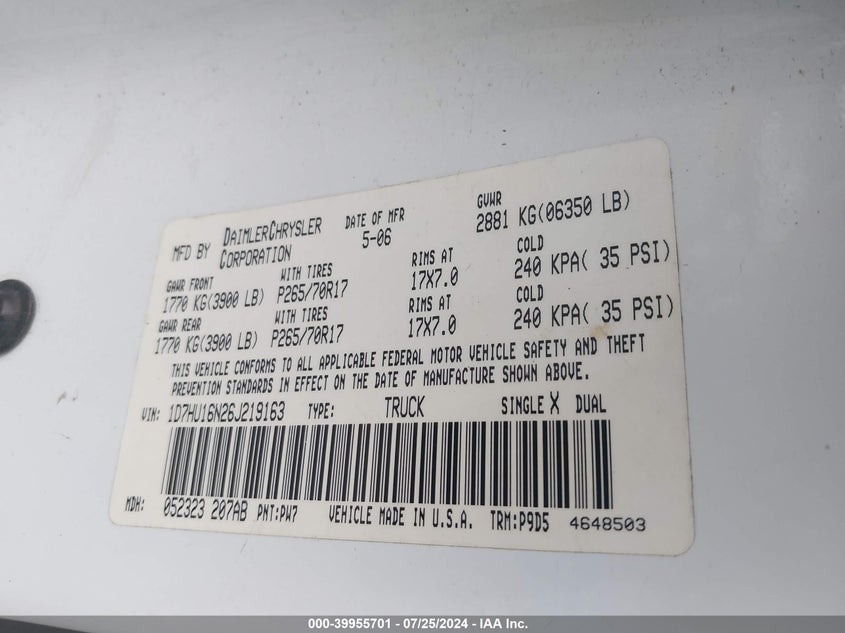 MFD BY DAIMLERCHRYSLER CORPORATION DATE OF MFR 5-06 GVWR 2881 KG(06350 LB)
GAWR FRONT WITH TIRES RIMS AT COLD
1770 KG(3900 LB) P265/70R17 17X7.0 240 KPA( 35 PSI)
GAWR REAR WITH TIRES RIMS AT COLD
1770 KG(3900 LB) P265/70R17 17X7.0 240 KPA( 35 PSI)
THIS VEHICLE CONFORMS TO ALL APPLICABLE FEDERAL MOTOR VEHICLE SAFETY AND THEFT
PREVENTION STANDARDS IN EFFECT ON THE DATE OF MANUFACTURE SHOWN ABOVE.
VIN: 1D7HU16N26J219163 TYPE: TRUCK SINGLE X DUAL
MDH: 052323 207AB PNT:PW7 VEHICLE MADE IN U.S.A. TRM:P9D5 4648503
000-39955701 - 07/25/2024 - IAA Inc.